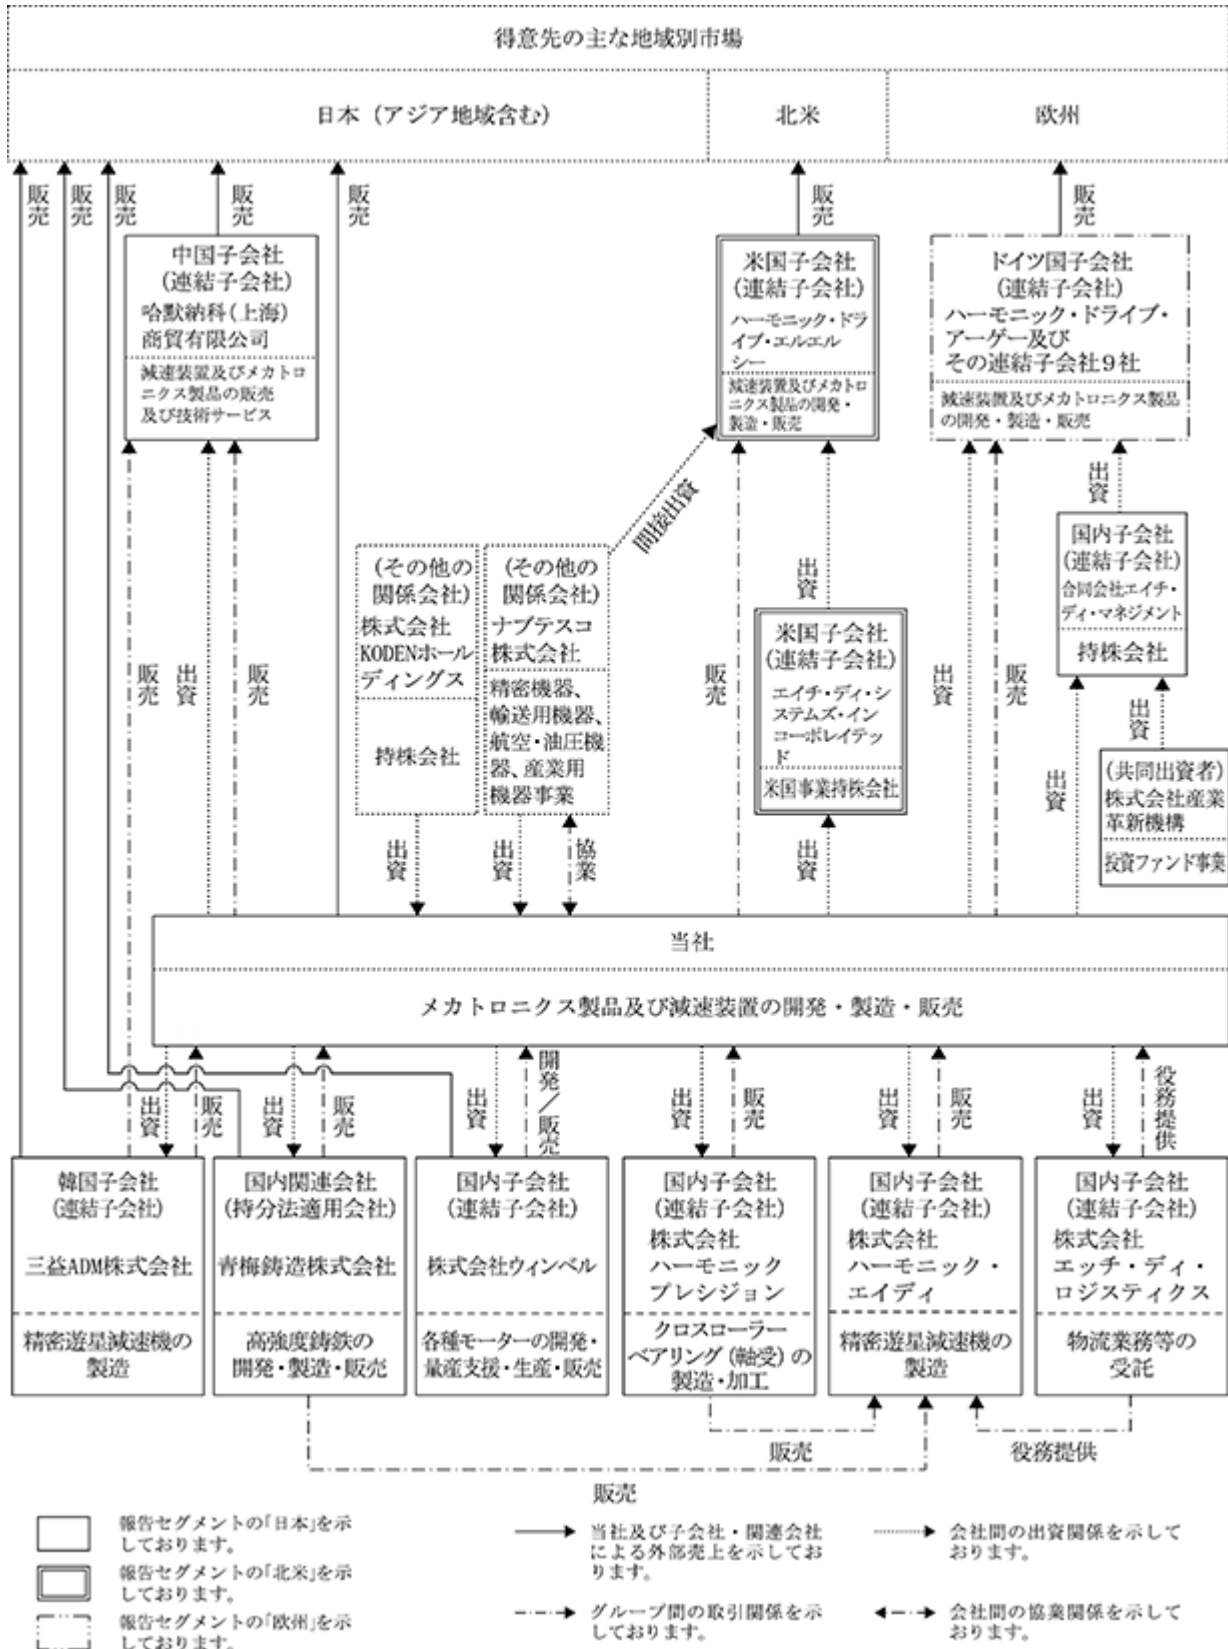 得意先の主な地域別市場
日本（アジア地域含む）
北米
欧州
販売
販売
販売
販売
販売
販売
販売
中国子会社
(連結子会社)
哈默納科(上海)
商貿有限公司
減速装置及びメカトロ
ニクス製品の販売
及び技術サービス
米国子会社
(連結子会社)
ハーモニック・ドラ
イブ・エルエル
シー
減速装置及びメカトロ
ニクス製品の開発・
製造・販売
ドイツ国子会社
(連結子会社)
ハーモニック・ドライブ・
アーゲー及び
その連結子会社９社
減速装置及びメカトロニクス製品
の開発・製造・販売
間接出資
出資
国内子会社
(連結子会社)
合同会社エイチ・
ディ・マネジメント
持株会社
(その他の
関係会社)
株式会社
KODENホール
ディングス
持株会社
(その他の
関係会社)
ナブテスコ
株式会社
精密機器、
輸送用機器、
航空・油圧機
器、産業用
機器事業
出資
米国子会社
(連結子会社)
エイチ・ディ・シ
ステムズ・イン
コーポレイテッ
ド
米国事業持株会社
販売
出資
販売
販売
出資
販売
出資
出資
(共同出資者)
株式会社産業
革新機構
投資ファンド事業
出資
出資
協業
出資
当社
メカトロニクス製品及び減速装置の開発・製造・販売
出資
販売
出資
販売
出資
開発／販売
出資
販売
出資
販売
出資
役務提供
韓国子会社
(連結子会社)
三益ADM株式会社
精密遊星減速機の
製造
国内関連会社
(持分法適用会社)
青梅鋳造株式会社
高強度鋳鉄の
開発・製造・販売
国内子会社
(連結子会社)
株式会社ウィンベル
各種モーターの開発・
量産支援・生産・販売
国内子会社
(連結子会社)
株式会社
ハーモニック
プレシジョン
クロスローラー
ベアリング(軸受)の
製造・加工
国内子会社
(連結子会社)
株式会社
ハーモニック・
エイディ
精密遊星減速機の
製造
国内子会社
(連結子会社)
株式会社
エッチ・ディ・
ロジスティクス
物流業務等の
受託
販売
役務提供
販売
報告セグメントの「日本」を示
しております。
報告セグメントの「北米」を示
しております。
報告セグメントの「欧州」を示
しております。
当社及び子会社・関連会社
による外部売上を示してお
ります。
グループ間の取引関係を示
しております。
会社間の出資関係を示して
おります。
会社間の協業関係を示して
おります。